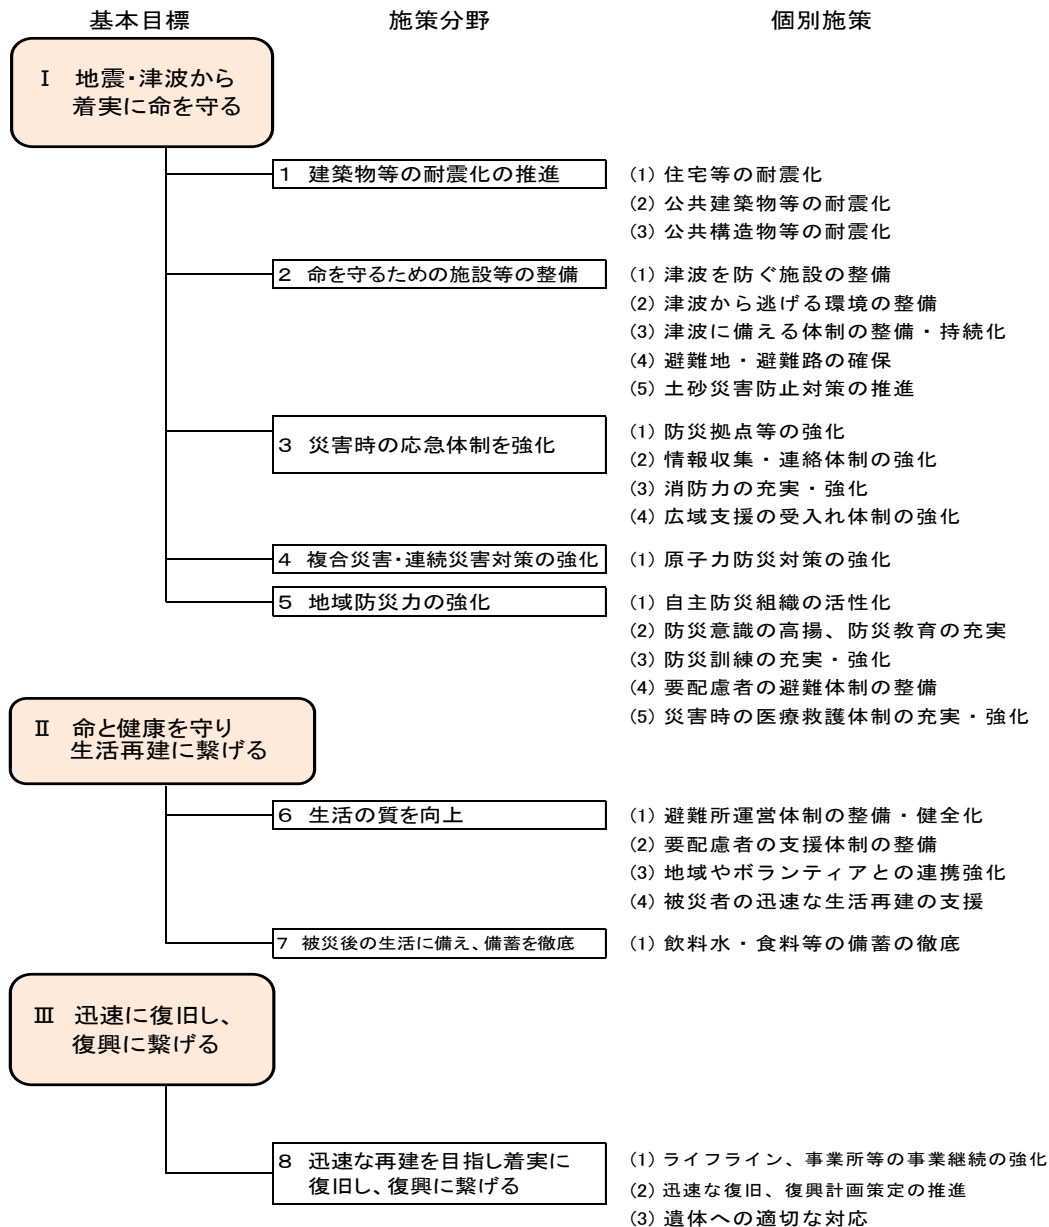 基本目標 施策分野 個別施策
Ⅰ 地震・津波から
着実に命を守る
1 建築物等の耐震化の推進
(1) 住宅等の耐震化
(2) 公共建築物等の耐震化
(3) 公共構造物等の耐震化
2 命を守るための施設等の整備
(1) 津波を防ぐ施設の整備
(2) 津波から逃げる環境の整備
(3) 津波に備える体制の整備・持続化
(4) 避難地・避難路の確保
(5) 土砂災害防止対策の推進
3 災害時の応急体制を強化
(1) 防災拠点等の強化
(2) 情報収集・連絡体制の強化
(3) 消防力の充実・強化
(4) 広域支援の受入れ体制の強化
4 複合災害・連続災害対策の強化
(1) 原子力防災対策の強化
5 地域防災力の強化
(1) 自主防災組織の活性化
(2) 防災意識の高揚、防災教育の充実
(3) 防災訓練の充実・強化
(4) 要配慮者の避難体制の整備
(5) 災害時の医療救護体制の充実・強化
Ⅱ 命と健康を守り
生活再建に繋げる
6 生活の質を向上
(1) 避難所運営体制の整備・健全化
(2) 要配慮者の支援体制の整備
(3) 地域やボランティアとの連携強化
(4) 被災者の迅速な生活再建の支援
7 被災後の生活に備え、備蓄を徹底
(1) 飲料水・食料等の備蓄の徹底
Ⅲ 迅速に復旧し、
復興に繋げる
8 迅速な再建を目指し着実に
復旧し、復興に繋げる
(1) ライフライン、事業所等の事業継続の強化
(2) 迅速な復旧、復興計画策定の推進
(3) 遺体への適切な対応